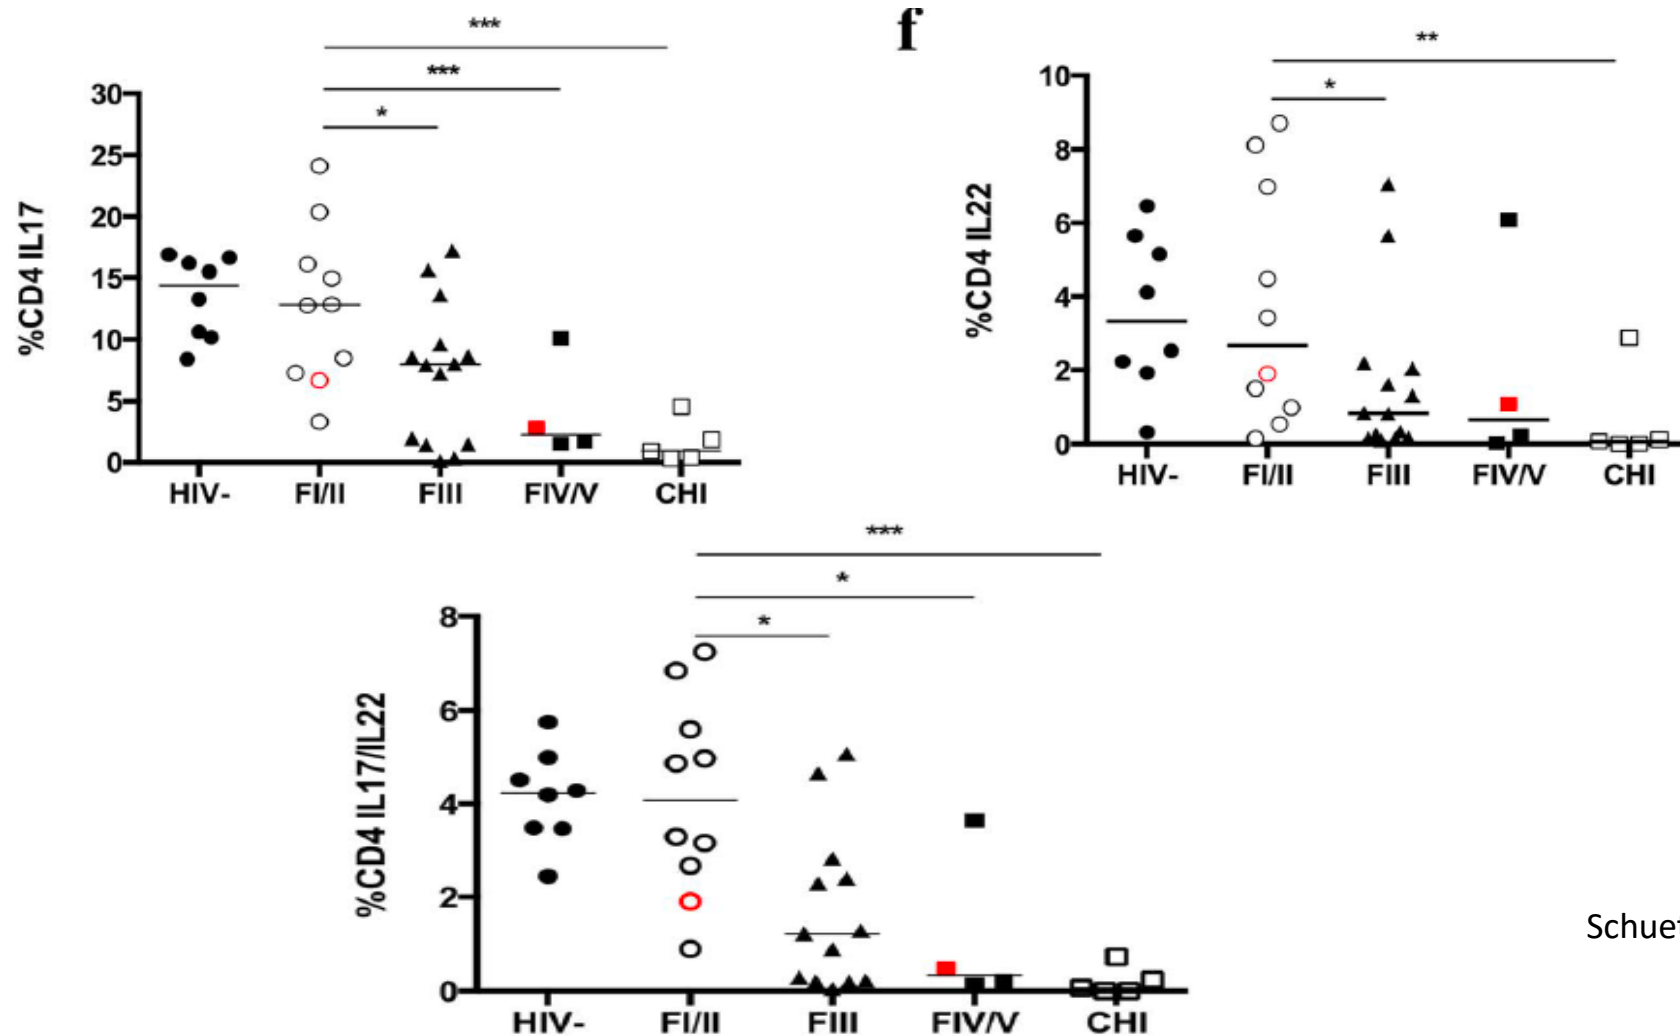 ***
***
*
30
25
20
15
10
5
0
%CD4 IL17
HIV-
FI/II
FIII
FIV/V
CHI
f
**
*
10
8
6
4
2
0
%CD4 IL22
HIV-
FI/II
FIII
FIV/V
CHI
***
*
*
8
6
4
2
0
%CD4 IL17/IL22
HIV-
FI/II
FIII
FIV/V
CHI